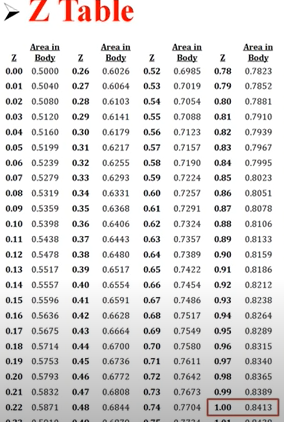 ➤ Z Table
Area in Area in Area in Area in
Z Body Z Body Z Body Z Body
0.00 0.5000 0.26 0.6026 0.52 0.6985 0.78 0.7823
0.01 0.5040 0.27 0.6064 0.53 0.7019 0.79 0.7852
0.02 0.5080 0.28 0.6103 0.54 0.7054 0.80 0.7881
0.03 0.5120 0.29 0.6141 0.55 0.7088 0.81 0.7910
0.04 0.5160 0.30 0.6179 0.56 0.7123 0.82 0.7939
0.05 0.5199 0.31 0.6217 0.57 0.7157 0.83 0.7967
0.06 0.5239 0.32 0.6255 0.58 0.7190 0.84 0.7995
0.07 0.5279 0.33 0.6293 0.59 0.7224 0.85 0.8023
0.08 0.5319 0.34 0.6331 0.60 0.7257 0.86 0.8051
0.09 0.5359 0.35 0.6368 0.61 0.7291 0.87 0.8078
0.10 0.5398 0.36 0.6406 0.62 0.7324 0.88 0.8106
0.11 0.5438 0.37 0.6443 0.63 0.7357 0.89 0.8133
0.12 0.5478 0.38 0.6480 0.64 0.7389 0.90 0.8159
0.13 0.5517 0.39 0.6517 0.65 0.7422 0.91 0.8186
0.14 0.5557 0.40 0.6554 0.66 0.7454 0.92 0.8212
0.15 0.5596 0.41 0.6591 0.67 0.7486 0.93 0.8238
0.16 0.5636 0.42 0.6628 0.68 0.7517 0.94 0.8264
0.17 0.5675 0.43 0.6664 0.69 0.7549 0.95 0.8289
0.18 0.5714 0.44 0.6700 0.70 0.7580 0.96 0.8315
0.19 0.5753 0.45 0.6736 0.71 0.7611 0.97 0.8340
0.20 0.5793 0.46 0.6772 0.72 0.7642 0.98 0.8365
0.21 0.5832 0.47 0.6808 0.73 0.7673 0.99 0.8389
0.22 0.5871 0.48 0.6844 0.74 0.7704 1.00 0.8413